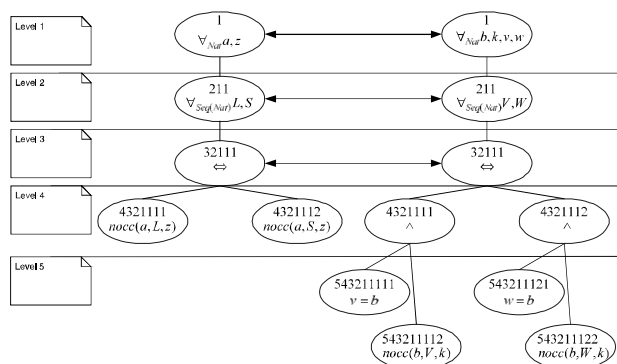 Level 1
1
∀Nat a, z
1
∀Nat b, k, v, w
Level 2
211
∀Seq(Nat) L, S
211
∀Seq(Nat) V, W
Level 3
32111
⇔
32111
⇔
Level 4
4321111
nocc(a, L, z)
4321112
nocc(a, S, z)
4321111
∧
4321112
∧
Level 5
543211111
v = b
543211121
w = b
543211112
nocc(b, V, k)
543211122
nocc(b, W, k)